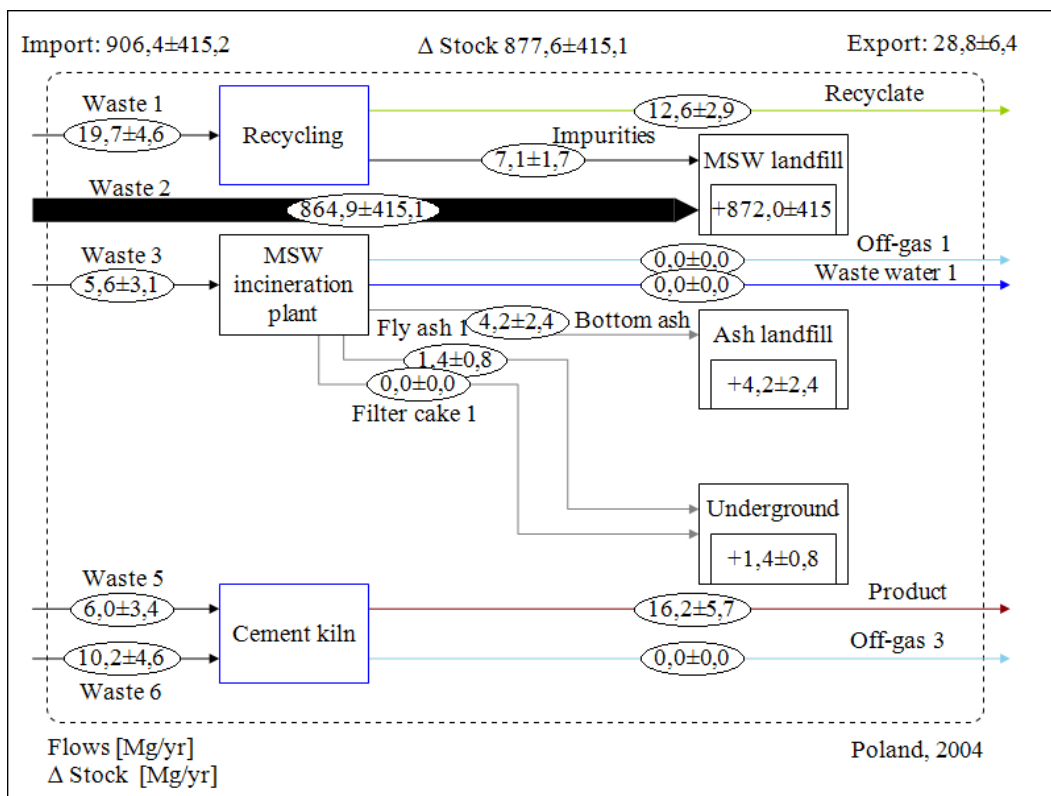 Import: 906,4±415,2
Δ Stock 877,6±415,1
Export: 28,8±6,4
Waste 1
19,7±4,6
Recycling
12,6±2,9
Recyclate
Impurities
7,1±1,7
MSW landfill
+872,0±415
Waste 2
864,9±415,1
Waste 3
5,6±3,1
MSW
incineration
plant
0,0±0,0
Off-gas 1
0,0±0,0
Waste water 1
4,2±2,4
Bottom ash
Fly ash 1
1,4±0,8
0,0±0,0
Filter cake 1
Ash landfill
+4,2±2,4
Underground
+1,4±0,8
Waste 5
6,0±3,4
Cement kiln
16,2±5,7
Product
10,2±4,6
Waste 6
0,0±0,0
Off-gas 3
Flows [Mg/yr]
Δ Stock [Mg/yr]
Poland, 2004